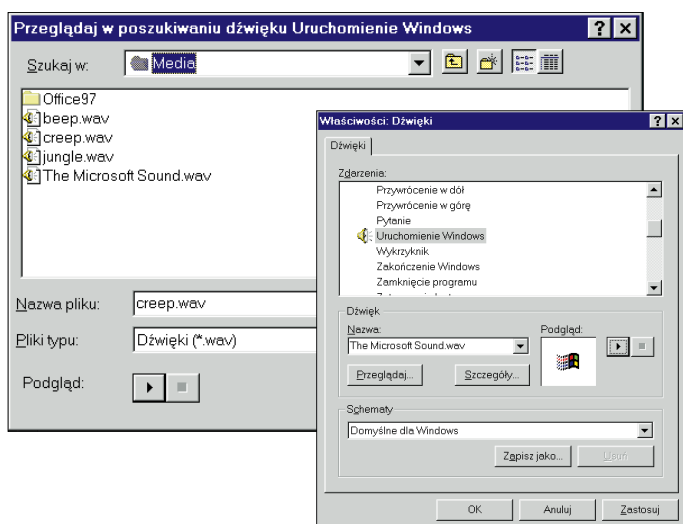 Przeglądaj w poszukiwaniu dźwięku Uruchomienie Windows
Szukaj w:
Media
Office97
beep.wav
creep.wav
jungle.wav
The Microsoft Sound.wav
Nazwa pliku:
creep.wav
Pliki typu:
Dźwięki (*.wav)
Podgląd:
Właściwości: Dźwięki
Dźwięki
Zdarzenia:
Przywrócenie w dół
Przywrócenie w górę
Pytanie
Uruchomienie Windows
Wykrzyknik
Zakończenie Windows
Zamknięcie programu
Dźwięk
Nazwa:
Podgląd:
The Microsoft Sound.wav
Przeglądaj...
Szczegóły...
Schematy
Domyślne dla Windows
Zapisz jako...
Usuń
OK
Anuluj
Zastosuj